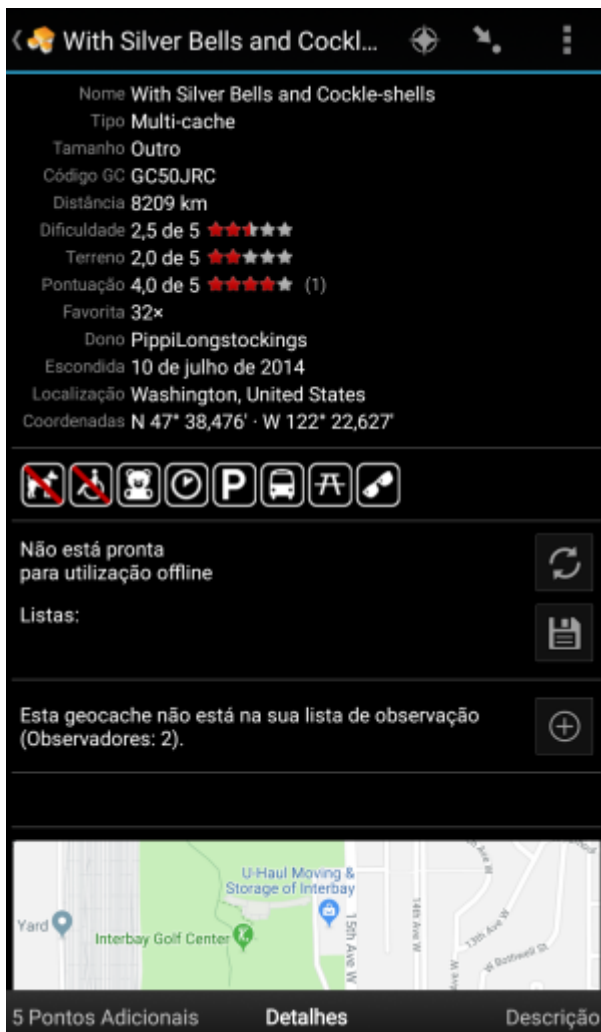 With Silver Bells and Cockl...
Nome With Silver Bells and Cockle-shells
Tipo Multi-cache
Tamanho Outro
Código GC GC50JRC
Distância 8209 km
Dificuldade 2,5 de 5
Terreno 2,0 de 5
Pontuação 4,0 de 5 (1)
Favorita 32×
Dono PippiLongstockings
Escondida 10 de julho de 2014
Localização Washington, United States
Coordenadas N 47° 38,476' · W 122° 22,627'
P
Não está pronta
para utilização offline
Listas:
Esta geocache não está na sua lista de observação
(Observadores: 2).
U-Haul Moving &
Storage of Interbay
Yard
Interbay Golf Center
15th Ave W
14th Ave W
13th Ave W
W Bothwell St
Ave W
5 Pontos Adicionais
Detalhes
Descrição